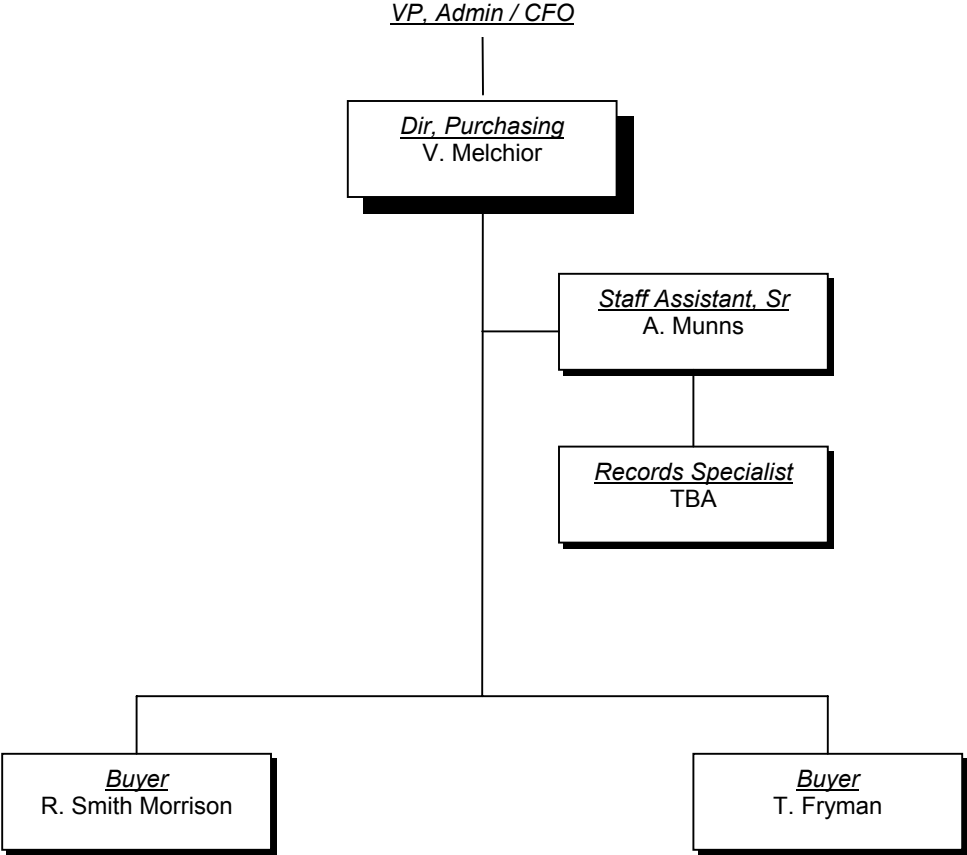 VP, Admin / CFO
Dir, Purchasing
V. Melchior
Staff Assistant, Sr
A. Munns
Records Specialist
TBA
Buyer
R. Smith Morrison
Buyer
T. Fryman